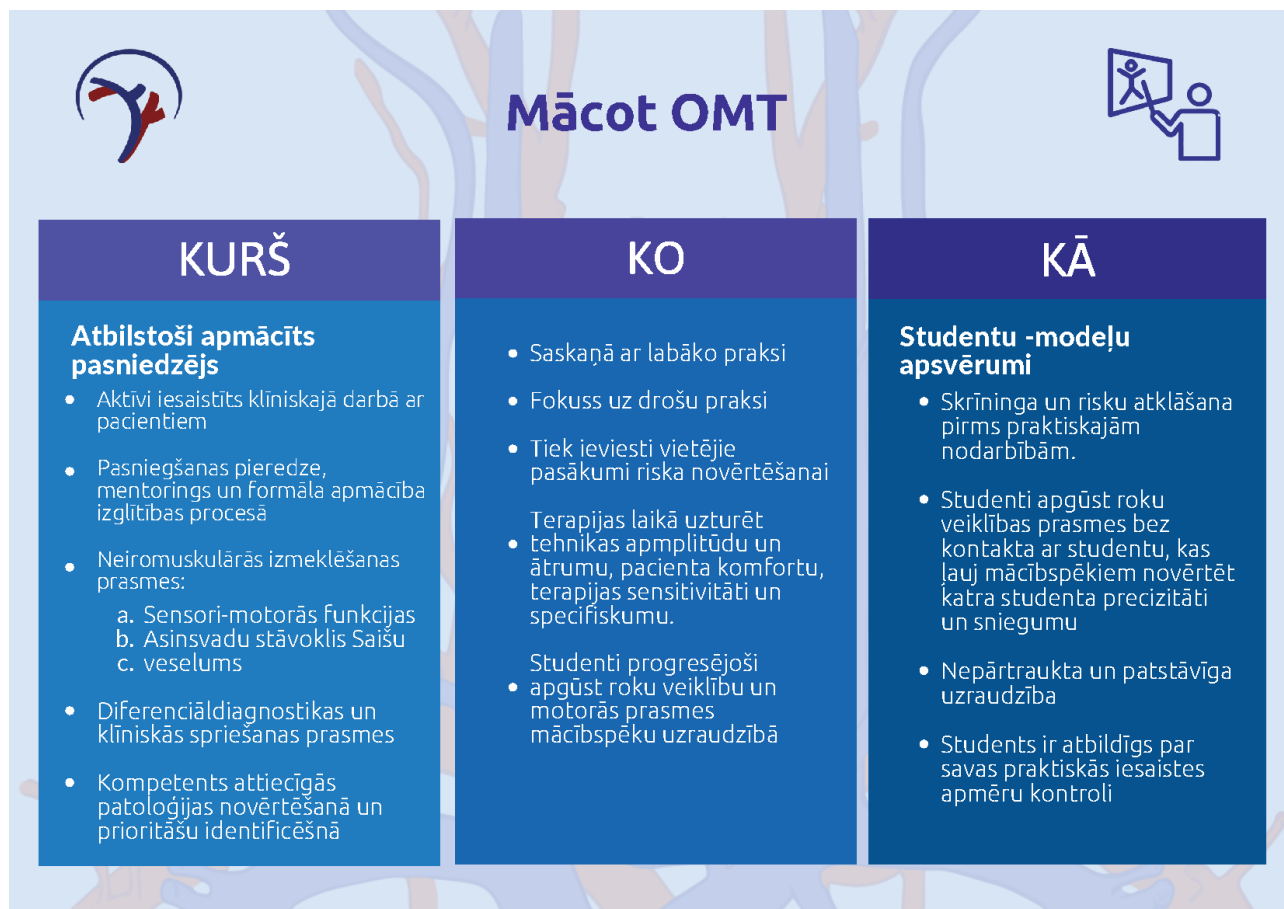 Mācot OMT
KURŠ
Atbilstoši apmācīts
pasniedzējs
• Aktīvi iesaistīts klīniskajā darbā ar
pacientiem
• Pasniegšanas pieredze,
mentorings un formāla apmācība
izglītības procesā
• Neiromuskulārās izmeklēšanas
prasmes:
a. Sensori-motorās funkcijas
b. Asinsvadu stāvoklis Saišu
c. veselums
• Diferenciāldiagnostikas un
klīniskās spriešanas prasmes
• Kompetents attiecīgās
patoloģijas novērtēšanā un
prioritāšu identificēšnā
KO
• Saskaņā ar labāko praksi
• Fokuss uz drošu praksi
• Tiek ieviesti vietējie
pasākumi riska novērtēšanai
Terapijas laikā uzturēt
• tehnikas apmplitūdu un
ātrumu, pacienta komfortu,
terapijas sensitivitāti un
specifiskumu.
Studenti progresējoši
• apgūst roku veiklību un
motorās prasmes
mācībspēku uzraudzībā
KĀ
Studentu -modeļu
apsvērumi
• Skrīninga un risku atklāšana
pirms praktiskajām
nodarbībām.
• Studenti apgūst roku
veiklības prasmes bez
kontakta ar studentu, kas
ļauj mācībspēkiem novērtēt
katra studenta precizitāti
un sniegumu
• Nepārtraukta un patstāvīga
uzraudzība
• Students ir atbildīgs par
savas praktiskās iesaistes
apmēru kontroli